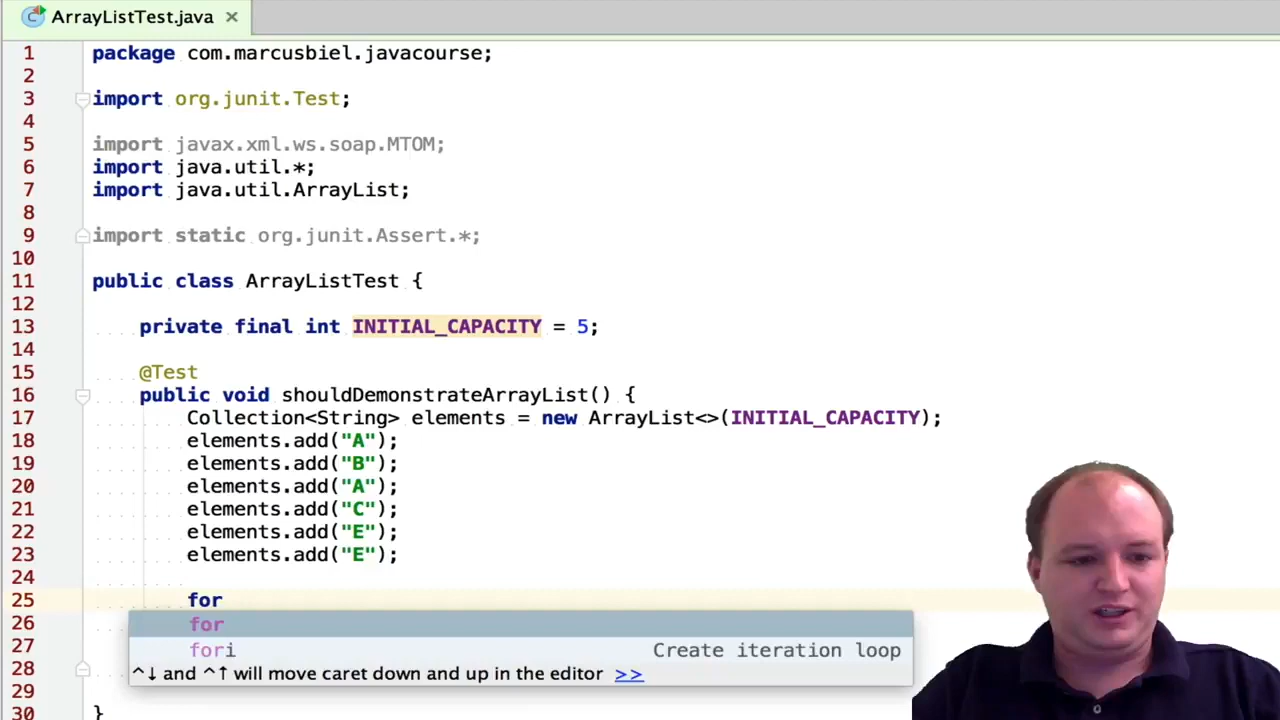 ArrayListTest.java ×
1 package com.marcusbiel.javacourse;
2
3 import org.junit.Test;
4
5 import javax.xml.ws.soap.MTOM;
6 import java.util.*;
7 import java.util.ArrayList;
8
9 import static org.junit.Assert.*;
10
11 public class ArrayListTest {
12
13 private final int INITIAL_CAPACITY = 5;
14
15 @Test
16 public void shouldDemonstrateArrayList() {
17 Collection<String> elements = new ArrayList<>(INITIAL_CAPACITY);
18 elements.add("A");
19 elements.add("B");
20 elements.add("A");
21 elements.add("C");
22 elements.add("E");
23 elements.add("E");
24
25 for
26 for
27 fori Create iteration loop
28 ^↓ and ^↑ will move caret down and up in the editor >>
29
30 }